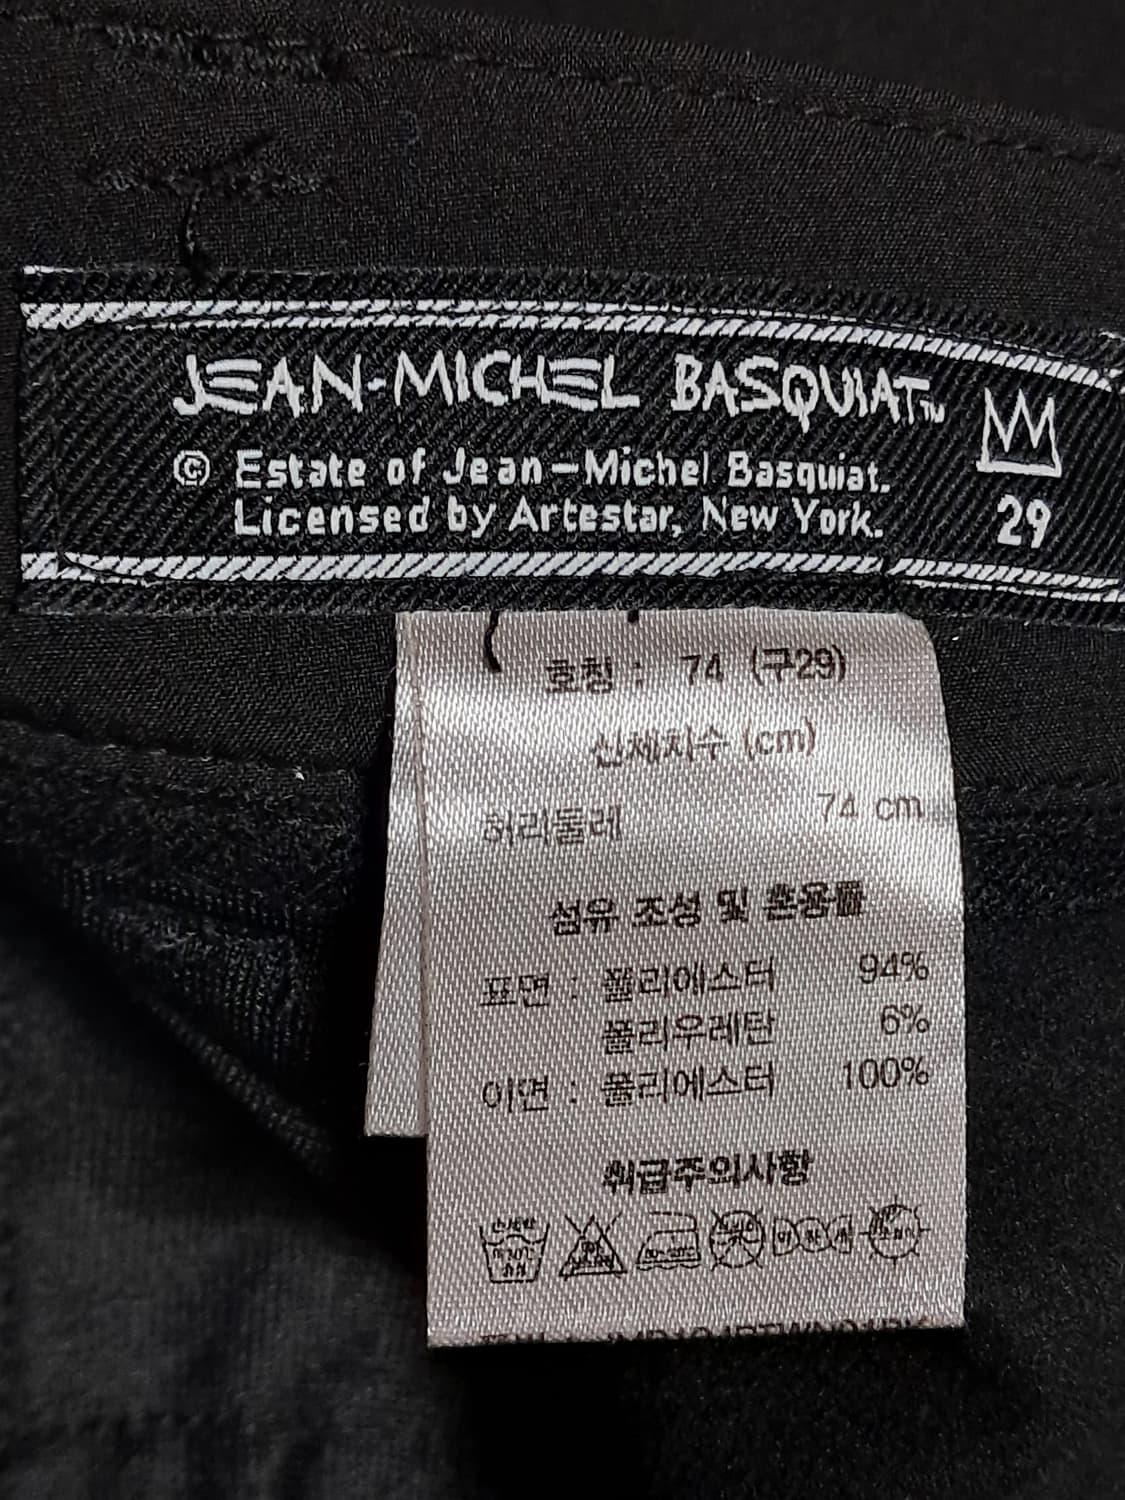 JEAN-MICHEL BASQUIAT™
© Estate of Jean-Michel Basquiat.
Licensed by Artestar, New York.
29
호칭 : 74 (구29)
신체치수 (cm)
허리둘레 74 cm
섬유 조성 및 혼용률
표면 : 폴리에스터 94%
폴리우레탄 6%
이면 : 폴리에스터 100%
취급주의사항